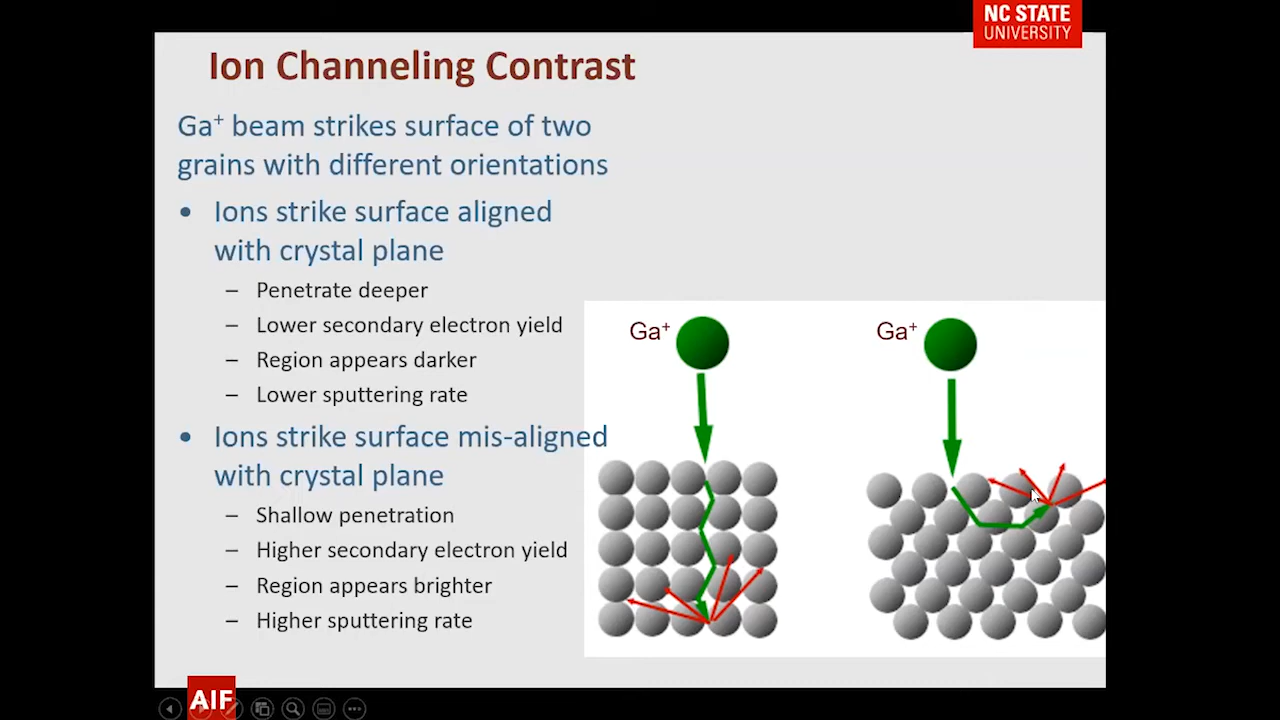 NC STATE
UNIVERSITY
Ion Channeling Contrast
Ga⁺ beam strikes surface of two
grains with different orientations
• Ions strike surface aligned
with crystal plane
– Penetrate deeper
– Lower secondary electron yield
– Region appears darker
– Lower sputtering rate
• Ions strike surface mis-aligned
with crystal plane
– Shallow penetration
– Higher secondary electron yield
– Region appears brighter
– Higher sputtering rate
Ga⁺
Ga⁺
AIF